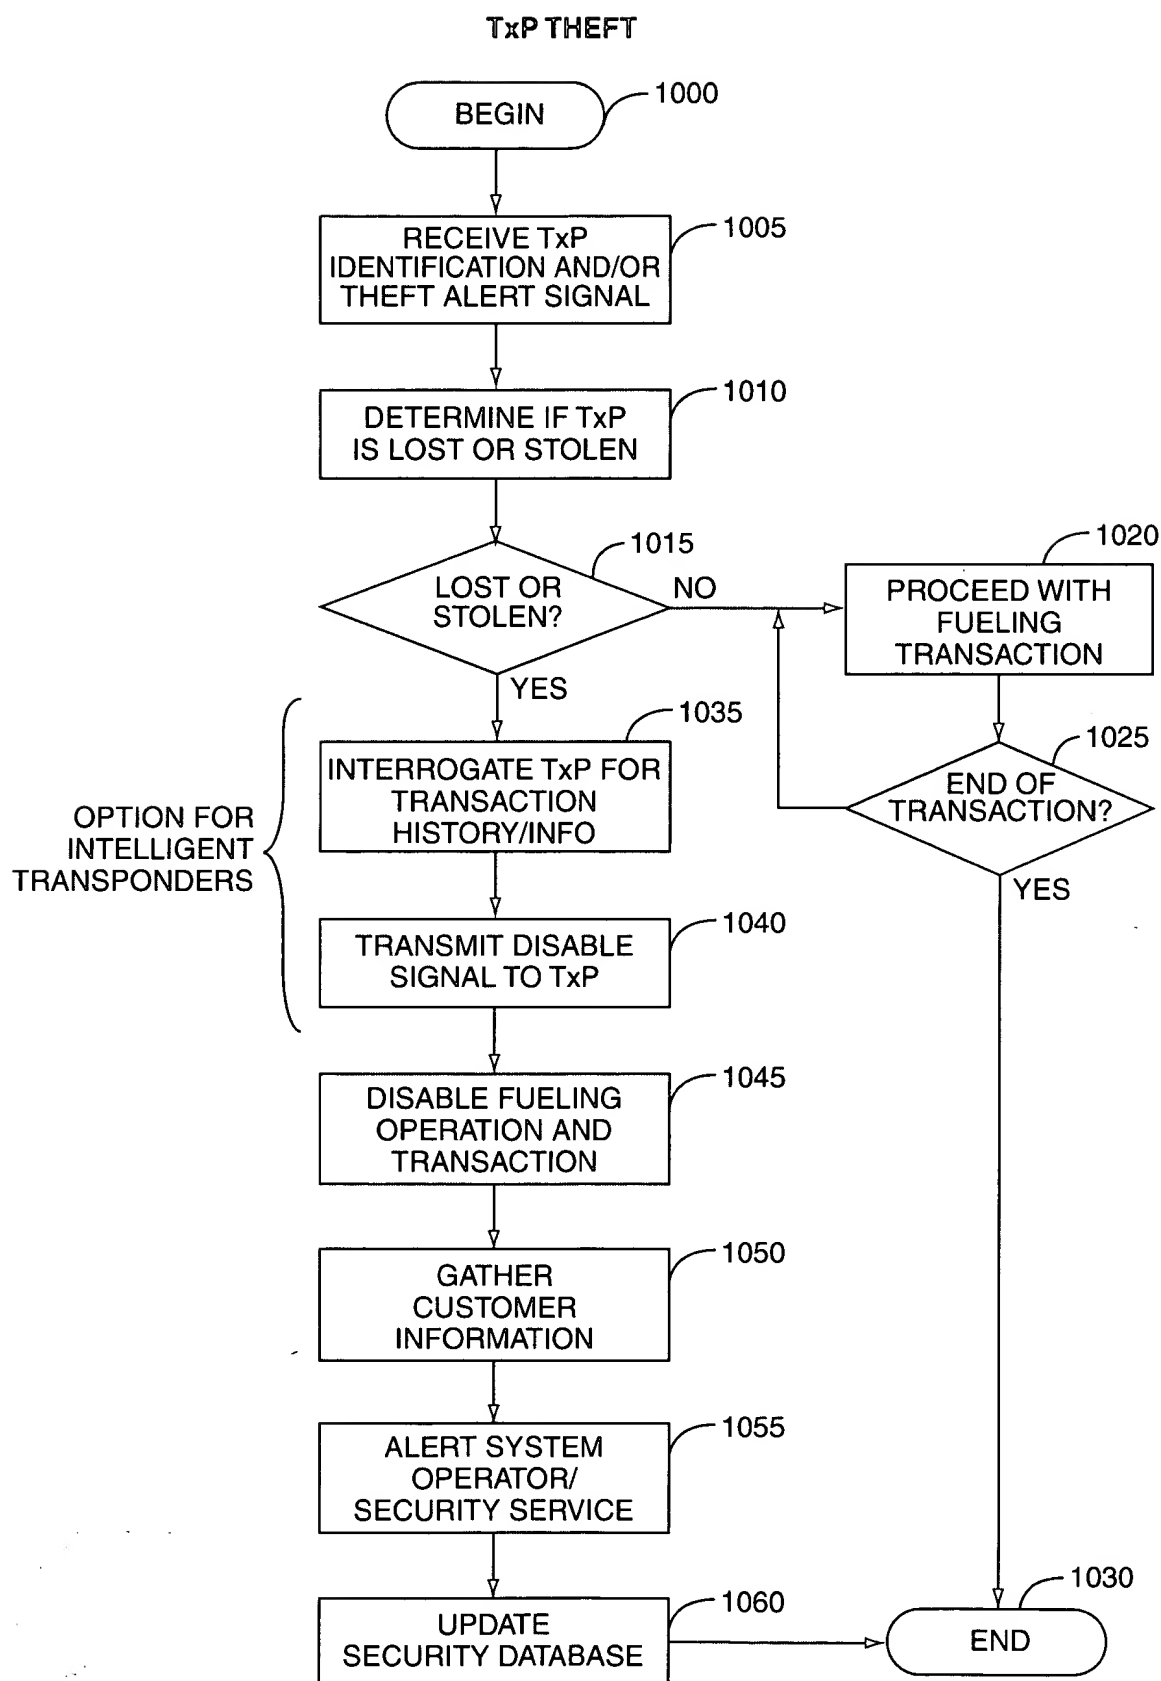 TxP THEFT
BEGIN
1000
RECEIVE TxP
IDENTIFICATION AND/OR
THEFT ALERT SIGNAL
1005
DETERMINE IF TxP
IS LOST OR STOLEN
1010
LOST OR
STOLEN?
1015
NO
YES
PROCEED WITH
FUELING
TRANSACTION
1020
END OF
TRANSACTION?
1025
YES
OPTION FOR
INTELLIGENT
TRANSPONDERS
INTERROGATE TxP FOR
TRANSACTION
HISTORY/INFO
1035
TRANSMIT DISABLE
SIGNAL TO TxP
1040
DISABLE FUELING
OPERATION AND
TRANSACTION
1045
GATHER
CUSTOMER
INFORMATION
1050
ALERT SYSTEM
OPERATOR/
SECURITY SERVICE
1055
UPDATE
SECURITY DATABASE
1060
END
1030